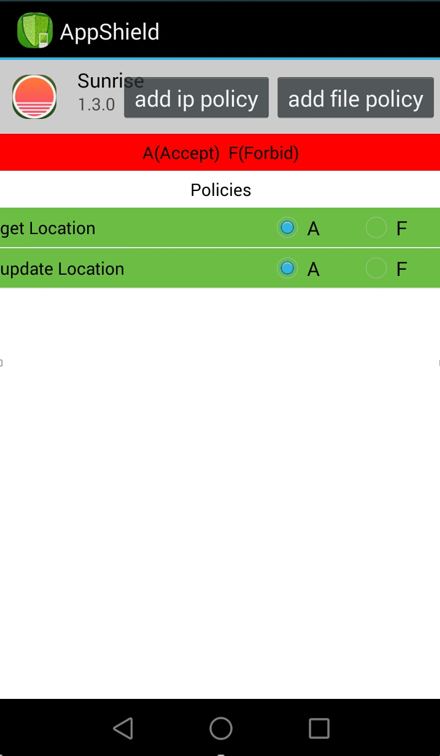 AppShield
Sunrise
1.3.0
add ip policy
add file policy
A(Accept) F(Forbid)
Policies
get Location A F
update Location A F